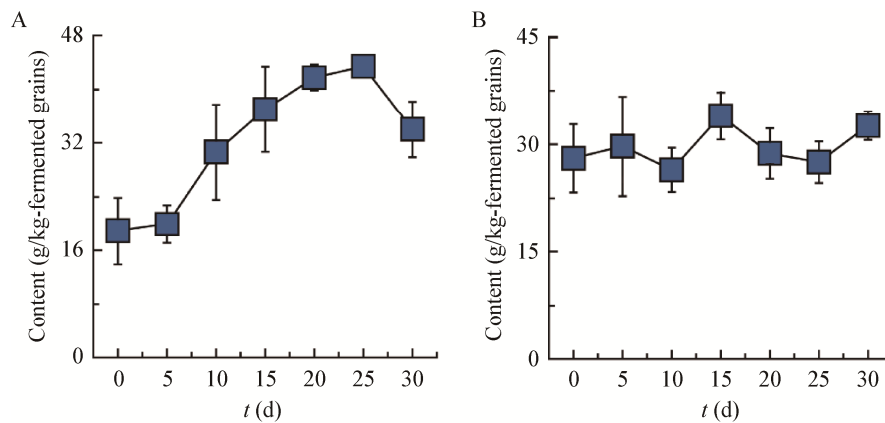 A
Content (g/kg-fermented grains)
48
32
16
0
0 5 10 15 20 25 30
t (d)
B
Content (g/kg-fermented grains)
45
30
15
0
0 5 10 15 20 25 30
t (d)